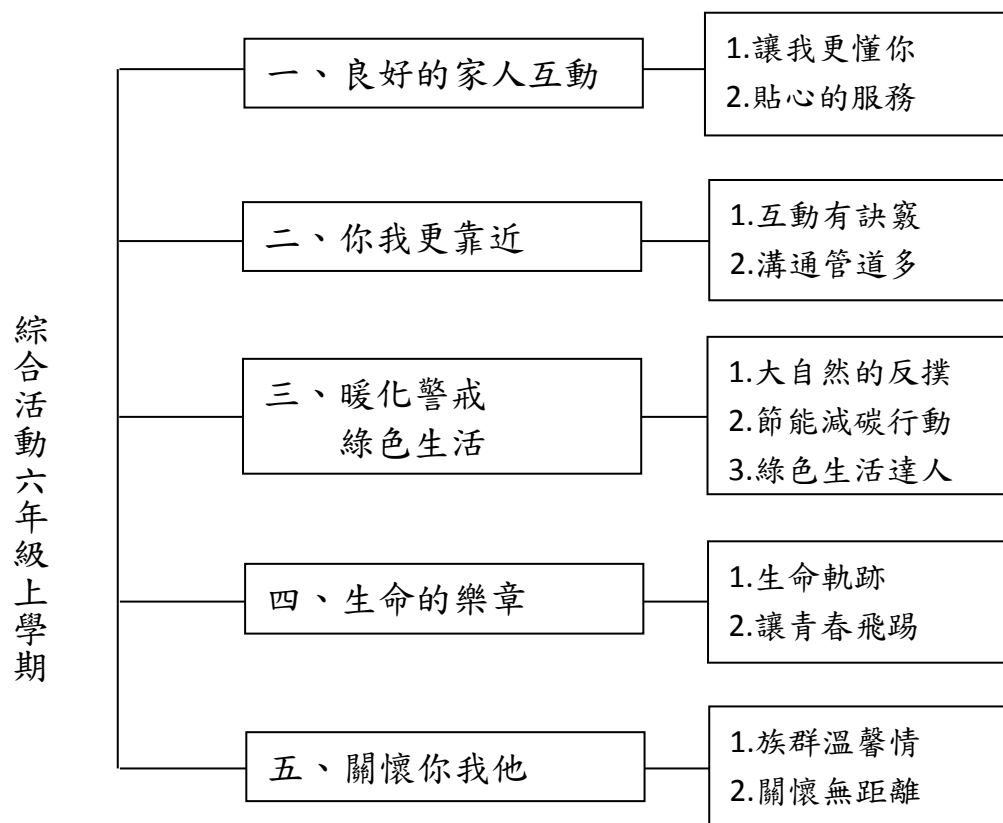 綜合活動六年級上學期
一、良好的家人互動
1.讓我更懂你
2.貼心的服務
二、你我更靠近
1.互動有訣竅
2.溝通管道多
三、暖化警戒
綠色生活
1.大自然的反撲
2.節能減碳行動
3.綠色生活達人
四、生命的樂章
1.生命軌跡
2.讓青春飛踢
五、關懷你我他
1.族群溫馨情
2.關懷無距離